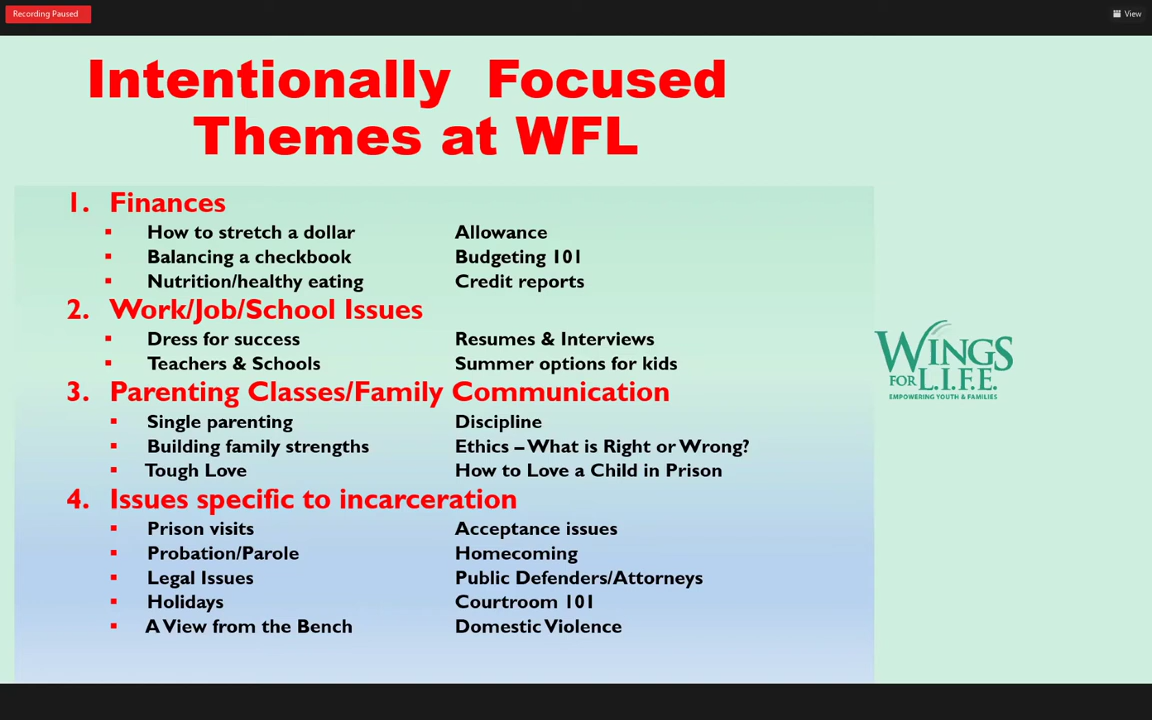 Recording Paused
View
Intentionally Focused
Themes at WFL
1. Finances
▪ How to stretch a dollar Allowance
▪ Balancing a checkbook Budgeting 101
▪ Nutrition/healthy eating Credit reports
2. Work/Job/School Issues
▪ Dress for success Resumes & Interviews
▪ Teachers & Schools Summer options for kids
3. Parenting Classes/Family Communication
▪ Single parenting Discipline
▪ Building family strengths Ethics – What is Right or Wrong?
▪ Tough Love How to Love a Child in Prison
4. Issues specific to incarceration
▪ Prison visits Acceptance issues
▪ Probation/Parole Homecoming
▪ Legal Issues Public Defenders/Attorneys
▪ Holidays Courtroom 101
▪ A View from the Bench Domestic Violence
WINGS
FOR L.I.F.E.
EMPOWERING YOUTH & FAMILIES